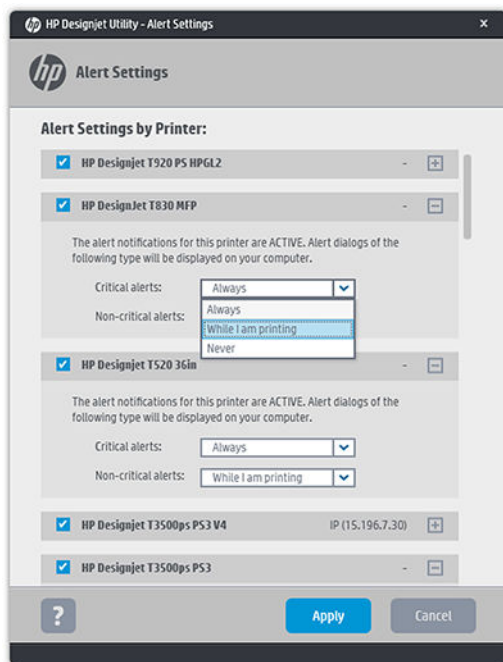 hp HP Designjet Utility - Alert Settings x
hp Alert Settings
Alert Settings by Printer:
HP Designjet T920 PS HPGL2 - +
HP DesignJet T830 MFP - -
The alert notifications for this printer are ACTIVE. Alert dialogs of the
following type will be displayed on your computer.
Critical alerts: Always
Always
Non-critical alerts: While I am printing
Never
HP Designjet T520 36in - -
The alert notifications for this printer are ACTIVE. Alert dialogs of the
following type will be displayed on your computer.
Critical alerts: Always
Non-critical alerts: While I am printing
HP Designjet T3500ps PS3 V4 IP (15.196.7.30) +
HP Designjet T3500ps PS3 - -
? Apply Cancel